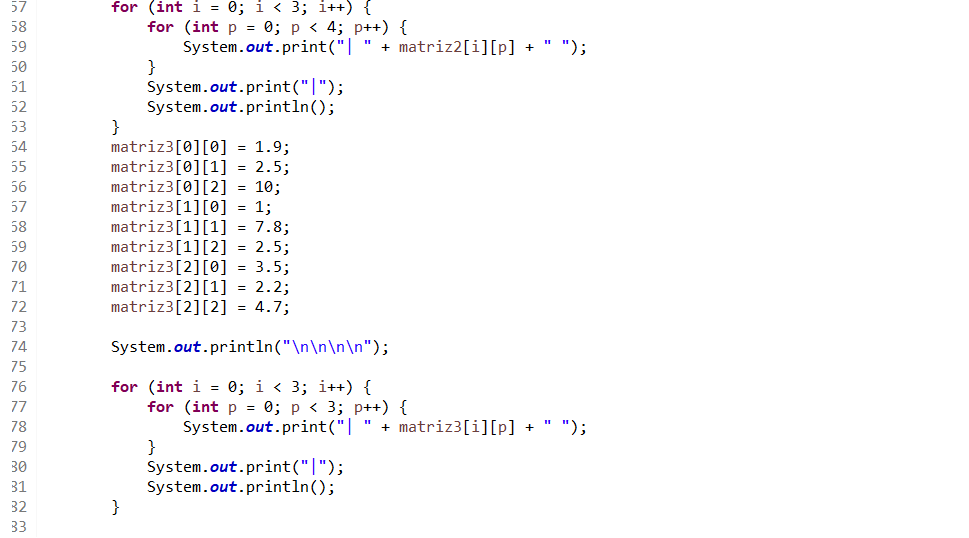 57 for (int i = 0; i < 3; i++) {
58 for (int p = 0; p < 4; p++) {
59 System.out.print("| " + matriz2[i][p] + " ");
60 }
61 System.out.print("|");
62 System.out.println();
63 }
64 matriz3[0][0] = 1.9;
65 matriz3[0][1] = 2.5;
66 matriz3[0][2] = 10;
67 matriz3[1][0] = 1;
68 matriz3[1][1] = 7.8;
69 matriz3[1][2] = 2.5;
70 matriz3[2][0] = 3.5;
71 matriz3[2][1] = 2.2;
72 matriz3[2][2] = 4.7;
73
74 System.out.println("\n\n\n\n");
75
76 for (int i = 0; i < 3; i++) {
77 for (int p = 0; p < 3; p++) {
78 System.out.print("| " + matriz3[i][p] + " ");
79 }
80 System.out.print("|");
81 System.out.println();
82 }
83